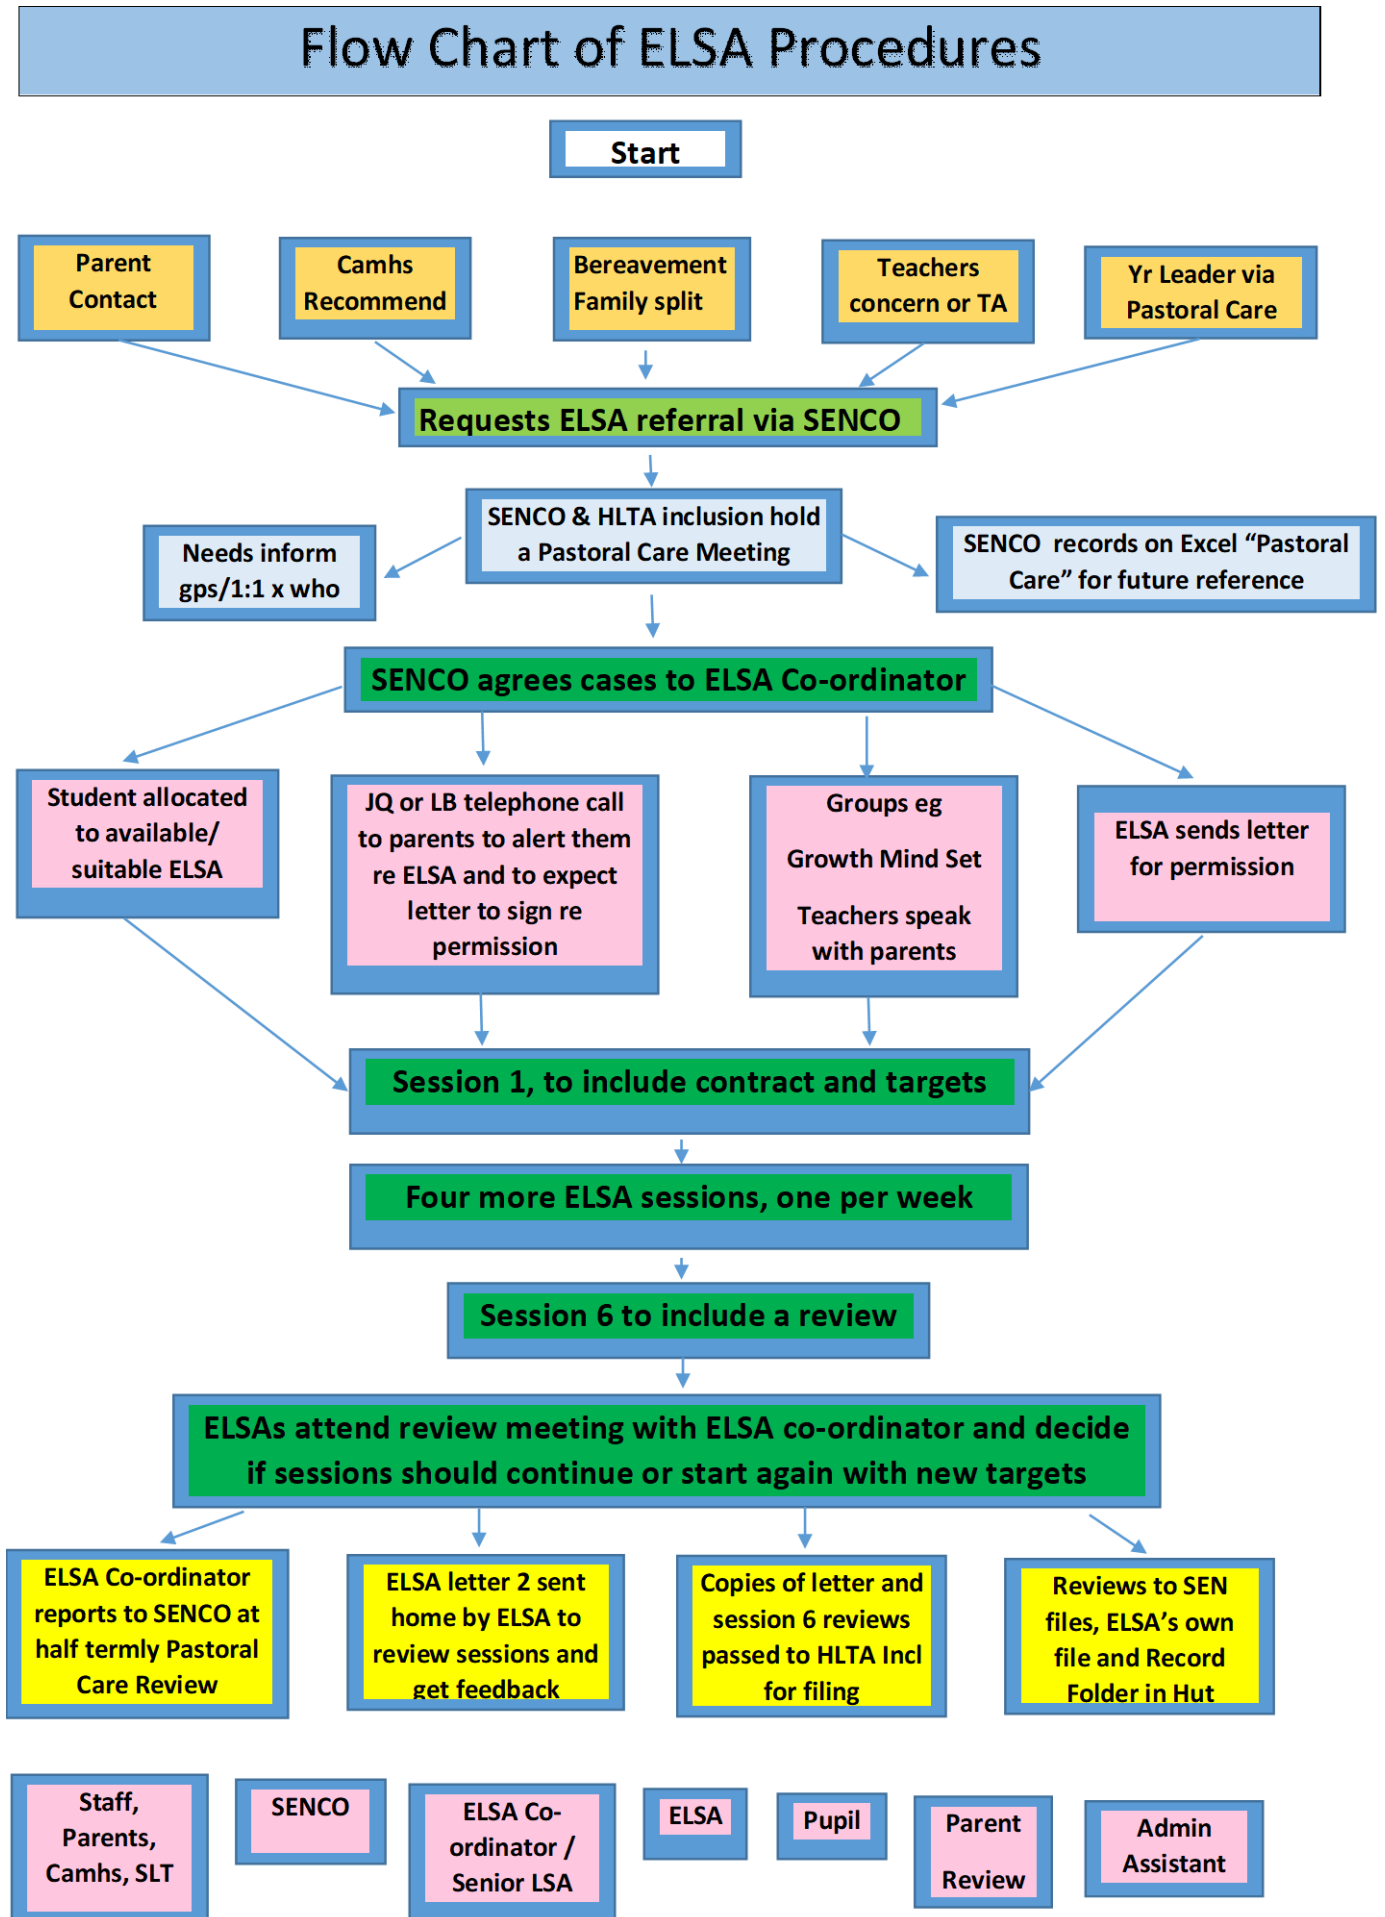 Flow Chart of ELSA Procedures
Start
Parent
Contact
Camhs
Recommend
Bereavement
Family split
Teachers
concern or TA
Yr Leader via
Pastoral Care
Requests ELSA referral via SENCO
SENCO & HLTA inclusion hold
a Pastoral Care Meeting
Needs inform
gps/1:1 x who
SENCO records on Excel “Pastoral
Care” for future reference
SENCO agrees cases to ELSA Co-ordinator
Student allocated
to available/
suitable ELSA
JQ or LB telephone call
to parents to alert them
re ELSA and to expect
letter to sign re
permission
Groups eg
Growth Mind Set
Teachers speak
with parents
ELSA sends letter
for permission
Session 1, to include contract and targets
Four more ELSA sessions, one per week
Session 6 to include a review
ELSAs attend review meeting with ELSA co-ordinator and decide
if sessions should continue or start again with new targets
ELSA Co-ordinator
reports to SENCO at
half termly Pastoral
Care Review
ELSA letter 2 sent
home by ELSA to
review sessions and
get feedback
Copies of letter and
session 6 reviews
passed to HLTA Incl
for filing
Reviews to SEN
files, ELSA’s own
file and Record
Folder in Hut
Staff,
Parents,
Camhs, SLT
SENCO
ELSA Co-
ordinator /
Senior LSA
ELSA
Pupil
Parent
Review
Admin
Assistant